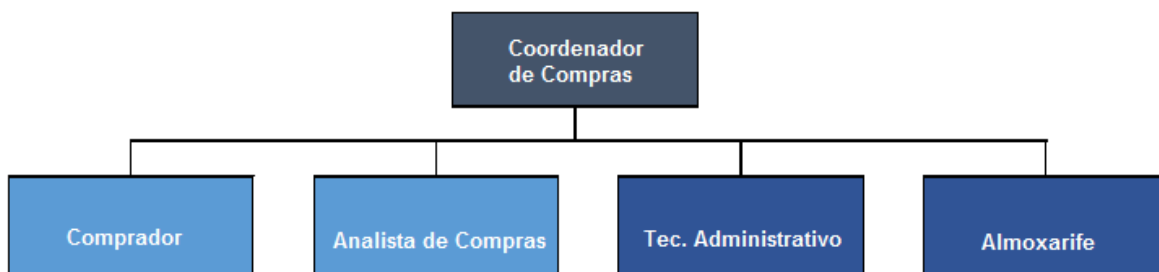 Coordenador
de Compras
Comprador
Analista de Compras
Tec. Administrativo
Almoxarife